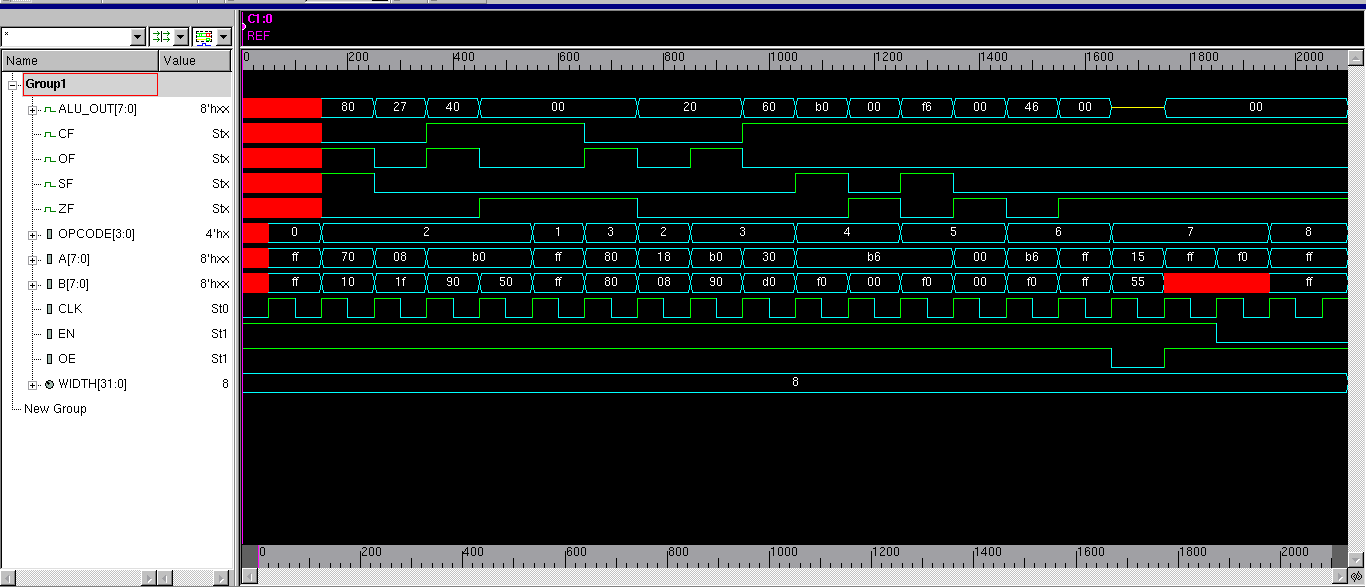 C1:0
REF
*
Name Value
0 200 400 600 800 1000 1200 1400 1600 1800 2000
Group1
ALU_OUT[7:0] 8'hxx 80 27 40 00 20 60 b0 00 f6 00 46 00 00
CF Stx
OF Stx
SF Stx
ZF Stx
OPCODE[3:0] 4'hx 0 2 1 3 2 3 4 5 6 7 8
A[7:0] 8'hxx ff 70 08 b0 ff 80 18 b0 30 b6 00 b6 ff 15 ff f0 ff
B[7:0] 8'hxx ff 10 1f 90 50 ff 80 08 90 d0 f0 00 f0 00 f0 ff 55 ff
CLK St0
EN St1
OE St1
WIDTH[31:0] 8 8
New Group
0 200 400 600 800 1000 1200 1400 1600 1800 2000